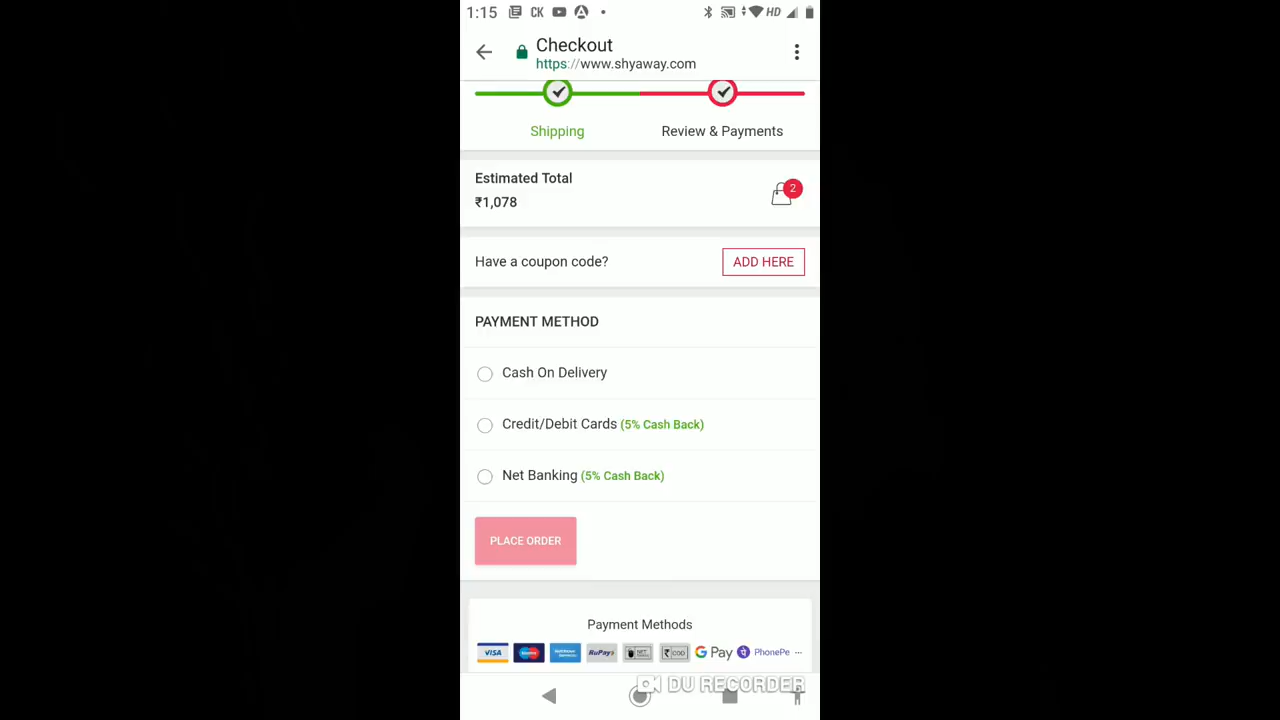 1:15 CK HD
Checkout
https://www.shyaway.com
Shipping
Review & Payments
Estimated Total
₹1,078
2
Have a coupon code?
ADD HERE
PAYMENT METHOD
Cash On Delivery
Credit/Debit Cards (5% Cash Back)
Net Banking (5% Cash Back)
PLACE ORDER
Payment Methods
VISA RuPay ₹ COD G Pay PhonePe ...
DU RECORDER